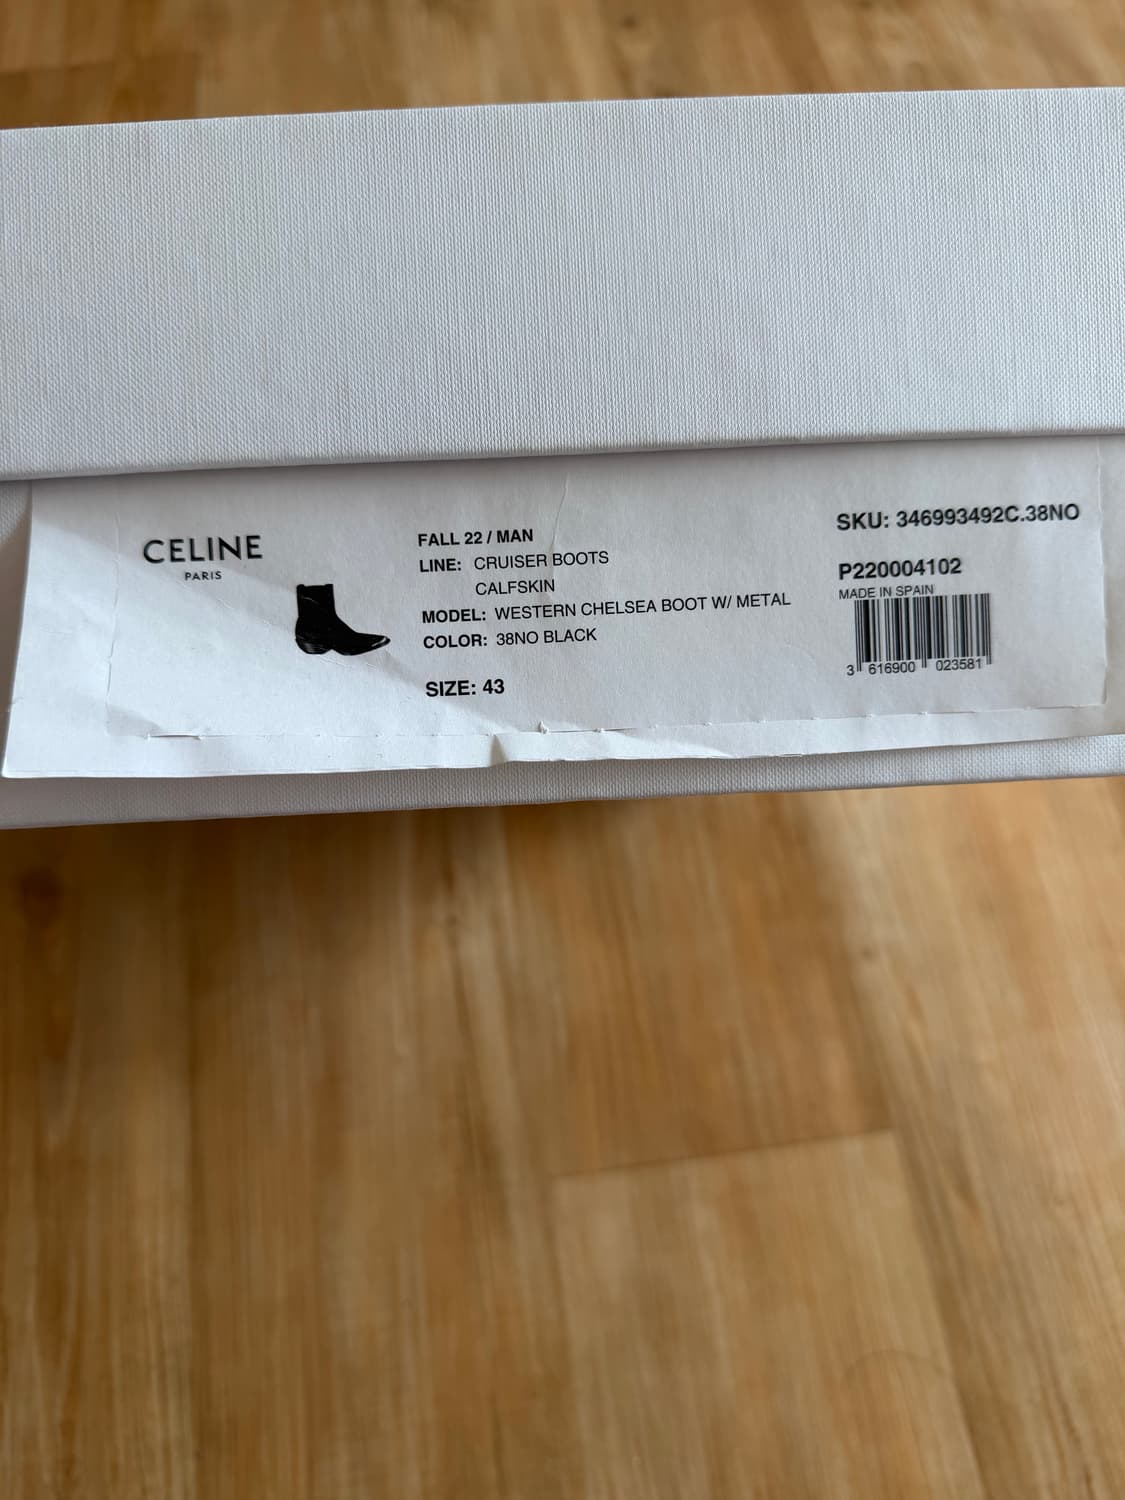 CELINE
PARIS
FALL 22 / MAN
LINE: CRUISER BOOTS
CALFSKIN
MODEL: WESTERN CHELSEA BOOT W/ METAL
COLOR: 38NO BLACK
SIZE: 43
SKU: 346993492C.38NO
P220004102
MADE IN SPAIN
3 616900 023581